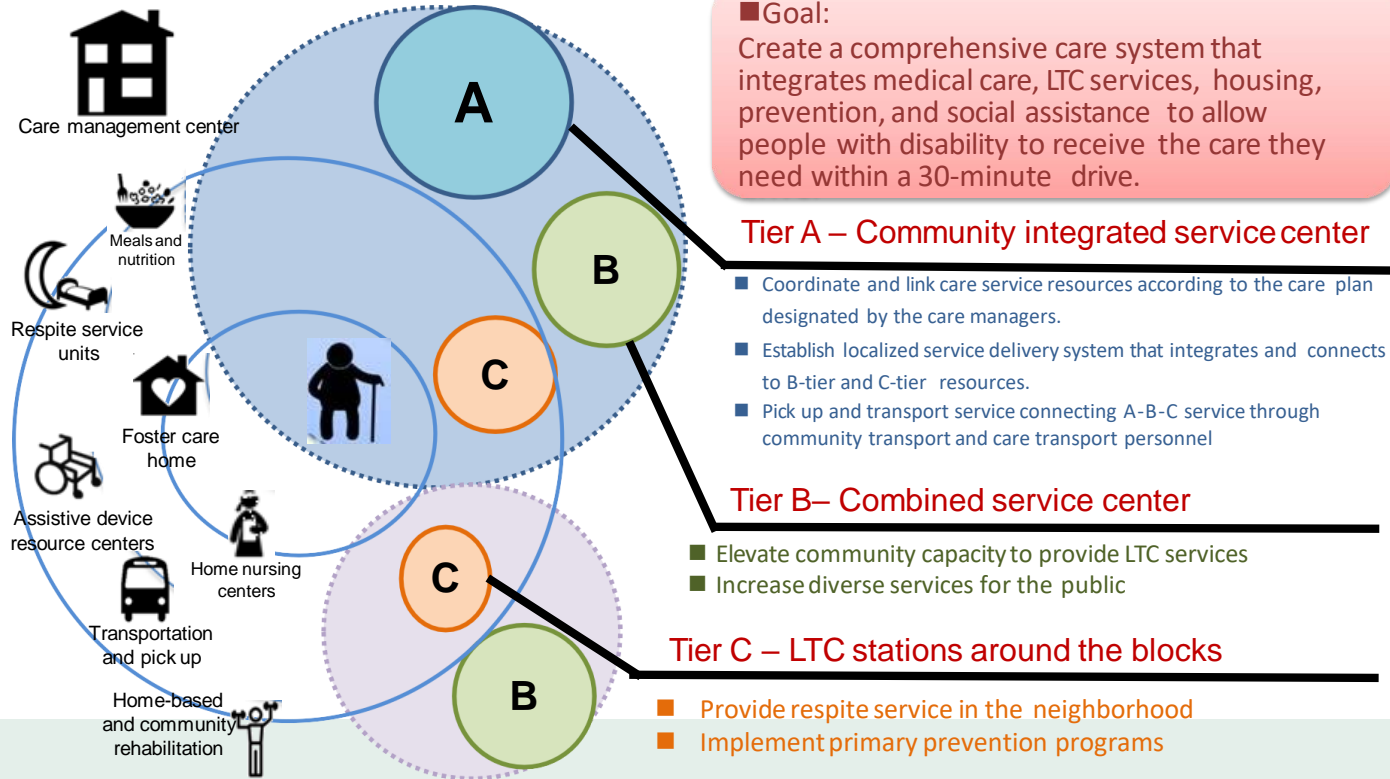 ■Goal:
Create a comprehensive care system that
integrates medical care, LTC services, housing,
prevention, and social assistance to allow
people with disability to receive the care they
need within a 30-minute drive.
Care management center
A
B
C
Meals and
nutrition
Respite service
units
Foster care
home
Assistive device
resource centers
Home nursing
centers
Transportation
and pick up
Home-based
and community
rehabilitation
C
B
Tier A – Community integrated service center
■ Coordinate and link care service resources according to the care plan
designated by the care managers.
■ Establish localized service delivery system that integrates and connects
to B-tier and C-tier resources.
■ Pick up and transport service connecting A-B-C service through
community transport and care transport personnel
Tier B– Combined service center
■ Elevate community capacity to provide LTC services
■ Increase diverse services for the public
Tier C – LTC stations around the blocks
■ Provide respite service in the neighborhood
■ Implement primary prevention programs